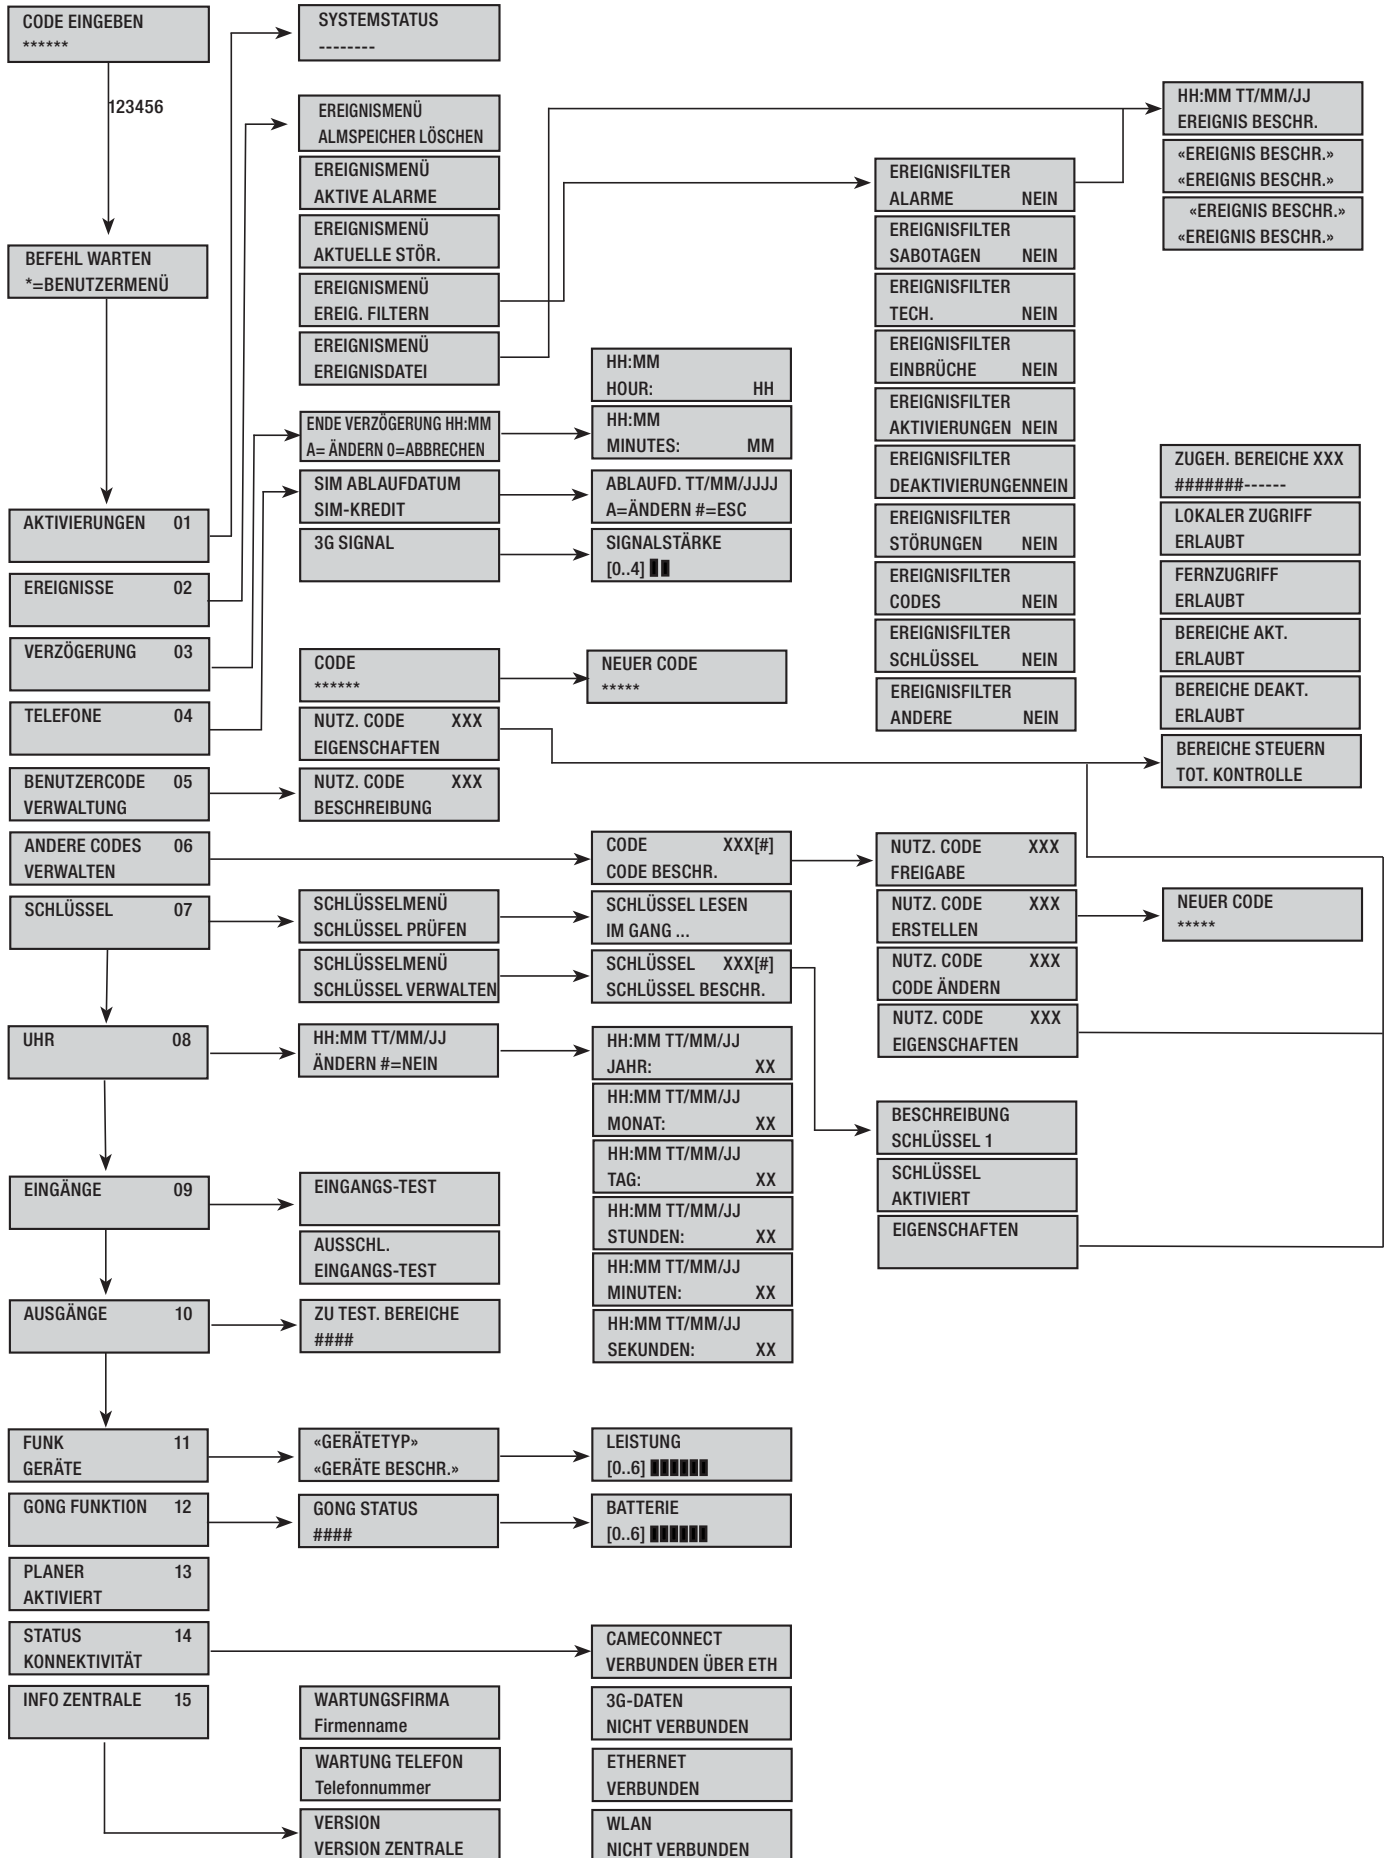 CODE EINGEBEN
******
123456
BEFEHL WARTEN
*=BENUTZERMENÜ
AKTIVIERUNGEN 01
EREIGNISSE 02
VERZÖGERUNG 03
TELEFONE 04
BENUTZERCODE 05
VERWALTUNG
ANDERE CODES 06
VERWALTEN
SCHLÜSSEL 07
UHR 08
EINGÄNGE 09
AUSGÄNGE 10
FUNK 11
GERÄTE
GONG FUNKTION 12
PLANER 13
AKTIVIERT
STATUS 14
KONNEKTIVITÄT
INFO ZENTRALE 15
SYSTEMSTATUS
--------
EREIGNISMENÜ
ALMSPEICHER LÖSCHEN
EREIGNISMENÜ
AKTIVE ALARME
EREIGNISMENÜ
AKTUELLE STÖR.
EREIGNISMENÜ
EREIG. FILTERN
EREIGNISMENÜ
EREIGNISDATEI
ENDE VERZÖGERUNG HH:MM
A= ÄNDERN 0=ABBRECHEN
SIM ABLAUFDATUM
SIM-KREDIT
3G SIGNAL
CODE
******
NUTZ. CODE XXX
EIGENSCHAFTEN
NUTZ. CODE XXX
BESCHREIBUNG
SCHLÜSSELMENÜ
SCHLÜSSEL PRÜFEN
SCHLÜSSELMENÜ
SCHLÜSSEL VERWALTEN
HH:MM TT/MM/JJ
ÄNDERN #=NEIN
EINGANGS-TEST
AUSSCHL.
EINGANGS-TEST
ZU TEST. BEREICHE
####
«GERÄTETYP»
«GERÄTE BESCHR.»
GONG STATUS
####
WARTUNGSFIRMA
Firmenname
WARTUNG TELEFON
Telefonnummer
VERSION
VERSION ZENTRALE
HH:MM
HOUR: HH
HH:MM
MINUTES: MM
ABLAUFD. TT/MM/JJJJ
A=ÄNDERN #=ESC
SIGNALSTÄRKE
[0..4]
NEUER CODE
*****
CODE XXX[#]
CODE BESCHR.
SCHLÜSSEL LESEN
IM GANG ...
SCHLÜSSEL XXX[#]
SCHLÜSSEL BESCHR.
HH:MM TT/MM/JJ
JAHR: XX
HH:MM TT/MM/JJ
MONAT: XX
HH:MM TT/MM/JJ
TAG: XX
HH:MM TT/MM/JJ
STUNDEN: XX
HH:MM TT/MM/JJ
MINUTEN: XX
HH:MM TT/MM/JJ
SEKUNDEN: XX
LEISTUNG
[0..6]
BATTERIE
[0..6]
CAMECONNECT
VERBUNDEN ÜBER ETH
3G-DATEN
NICHT VERBUNDEN
ETHERNET
VERBUNDEN
WLAN
NICHT VERBUNDEN
EREIGNISFILTER
ALARME NEIN
EREIGNISFILTER
SABOTAGEN NEIN
EREIGNISFILTER
TECH. NEIN
EREIGNISFILTER
EINBRÜCHE NEIN
EREIGNISFILTER
AKTIVIERUNGEN NEIN
EREIGNISFILTER
DEAKTIVIERUNGENNEIN
EREIGNISFILTER
STÖRUNGEN NEIN
EREIGNISFILTER
CODES NEIN
EREIGNISFILTER
SCHLÜSSEL NEIN
EREIGNISFILTER
ANDERE NEIN
NUTZ. CODE XXX
FREIGABE
NUTZ. CODE XXX
ERSTELLEN
NUTZ. CODE XXX
CODE ÄNDERN
NUTZ. CODE XXX
EIGENSCHAFTEN
BESCHREIBUNG
SCHLÜSSEL 1
SCHLÜSSEL
AKTIVIERT
EIGENSCHAFTEN
HH:MM TT/MM/JJ
EREIGNIS BESCHR.
«EREIGNIS BESCHR.»
«EREIGNIS BESCHR.»
«EREIGNIS BESCHR.»
«EREIGNIS BESCHR.»
ZUGEH. BEREICHE XXX
#######------
LOKALER ZUGRIFF
ERLAUBT
FERNZUGRIFF
ERLAUBT
BEREICHE AKT.
ERLAUBT
BEREICHE DEAKT.
ERLAUBT
BEREICHE STEUERN
TOT. KONTROLLE
NEUER CODE
*****